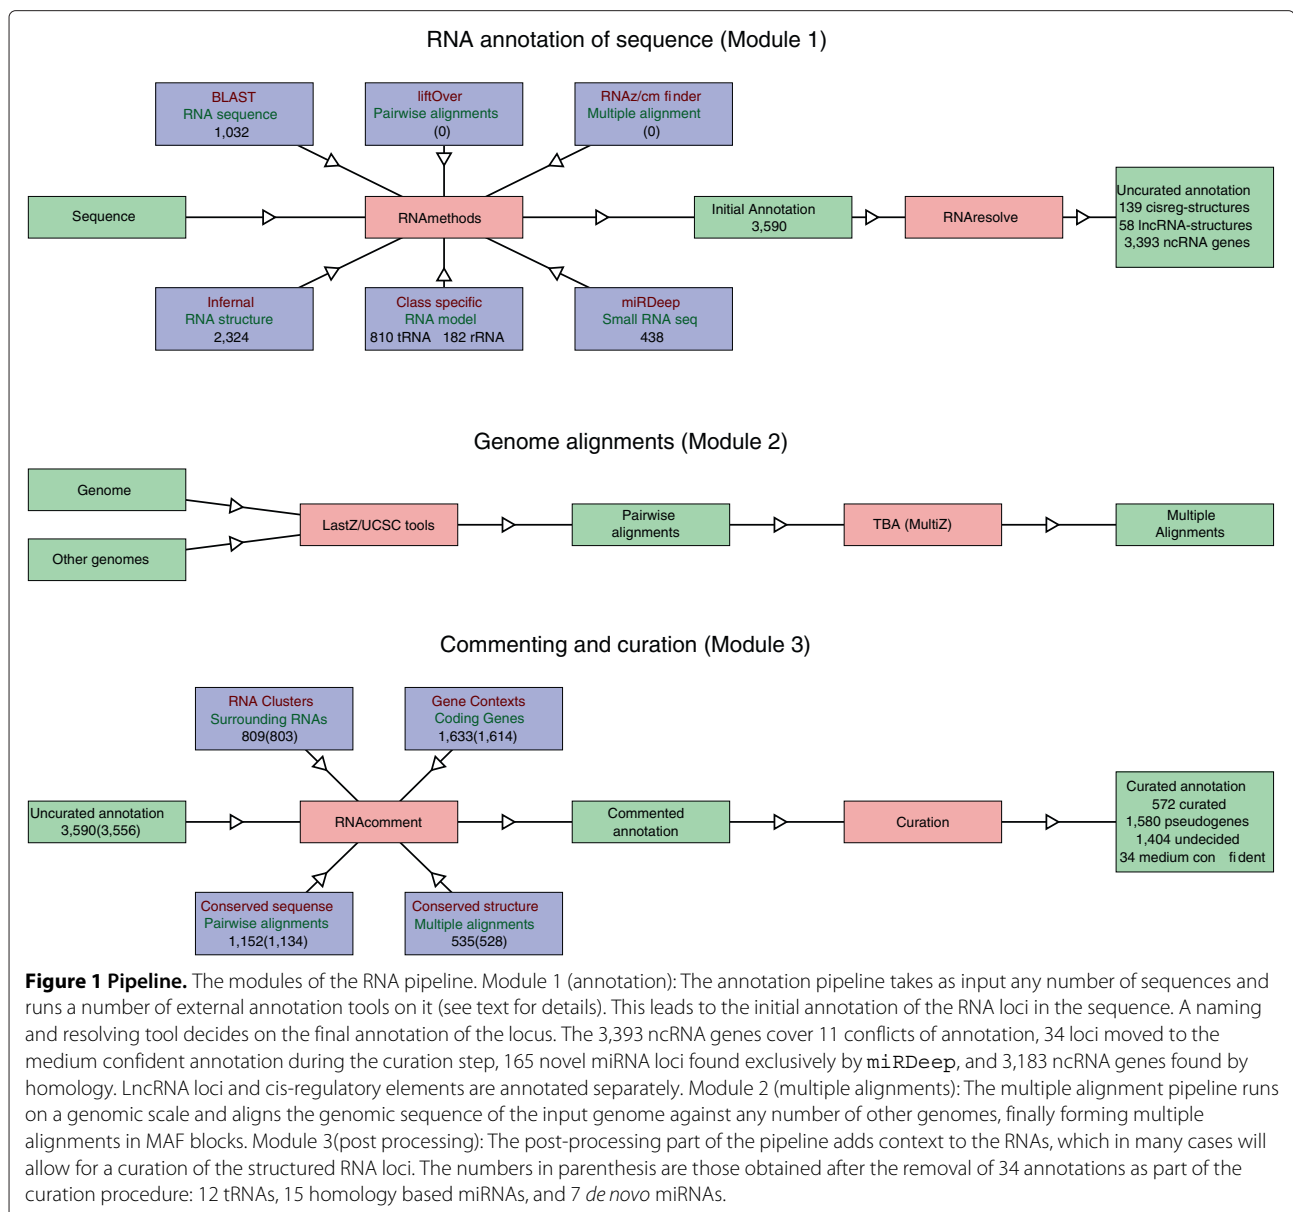 RNA annotation of sequence (Module 1)
BLAST
RNA sequence
1,032
liftOver
Pairwise alignments
(0)
RNAz/cm finder
Multiple alignment
(0)
Sequence
RNAmethods
Initial Annotation
3,590
RNAresolve
Uncurated annotation
139 cisreg-structures
58 lncRNA-structures
3,393 ncRNA genes
Infernal
RNA structure
2,324
Class specific
RNA model
810 tRNA 182 rRNA
miRDeep
Small RNA seq
438
Genome alignments (Module 2)
Genome
Other genomes
LastZ/UCSC tools
Pairwise
alignments
TBA (MultiZ)
Multiple
Alignments
Commenting and curation (Module 3)
RNA Clusters
Surrounding RNAs
809(803)
Gene Contexts
Coding Genes
1,633(1,614)
Uncurated annotation
3,590(3,556)
RNAcomment
Commented
annotation
Curation
Curated annotation
572 curated
1,580 pseudogenes
1,404 undecided
34 medium con fident
Conserved sequense
Pairwise alignments
1,152(1,134)
Conserved structure
Multiple alignments
535(528)
Figure 1 Pipeline. The modules of the RNA pipeline. Module 1 (annotation): The annotation pipeline takes as input any number of sequences and
runs a number of external annotation tools on it (see text for details). This leads to the initial annotation of the RNA loci in the sequence. A naming
and resolving tool decides on the final annotation of the locus. The 3,393 ncRNA genes cover 11 conflicts of annotation, 34 loci moved to the
medium confident annotation during the curation step, 165 novel miRNA loci found exclusively by miRDeep, and 3,183 ncRNA genes found by
homology. LncRNA loci and cis-regulatory elements are annotated separately. Module 2 (multiple alignments): The multiple alignment pipeline runs
on a genomic scale and aligns the genomic sequence of the input genome against any number of other genomes, finally forming multiple
alignments in MAF blocks. Module 3(post processing): The post-processing part of the pipeline adds context to the RNAs, which in many cases will
allow for a curation of the structured RNA loci. The numbers in parenthesis are those obtained after the removal of 34 annotations as part of the
curation procedure: 12 tRNAs, 15 homology based miRNAs, and 7 de novo miRNAs.